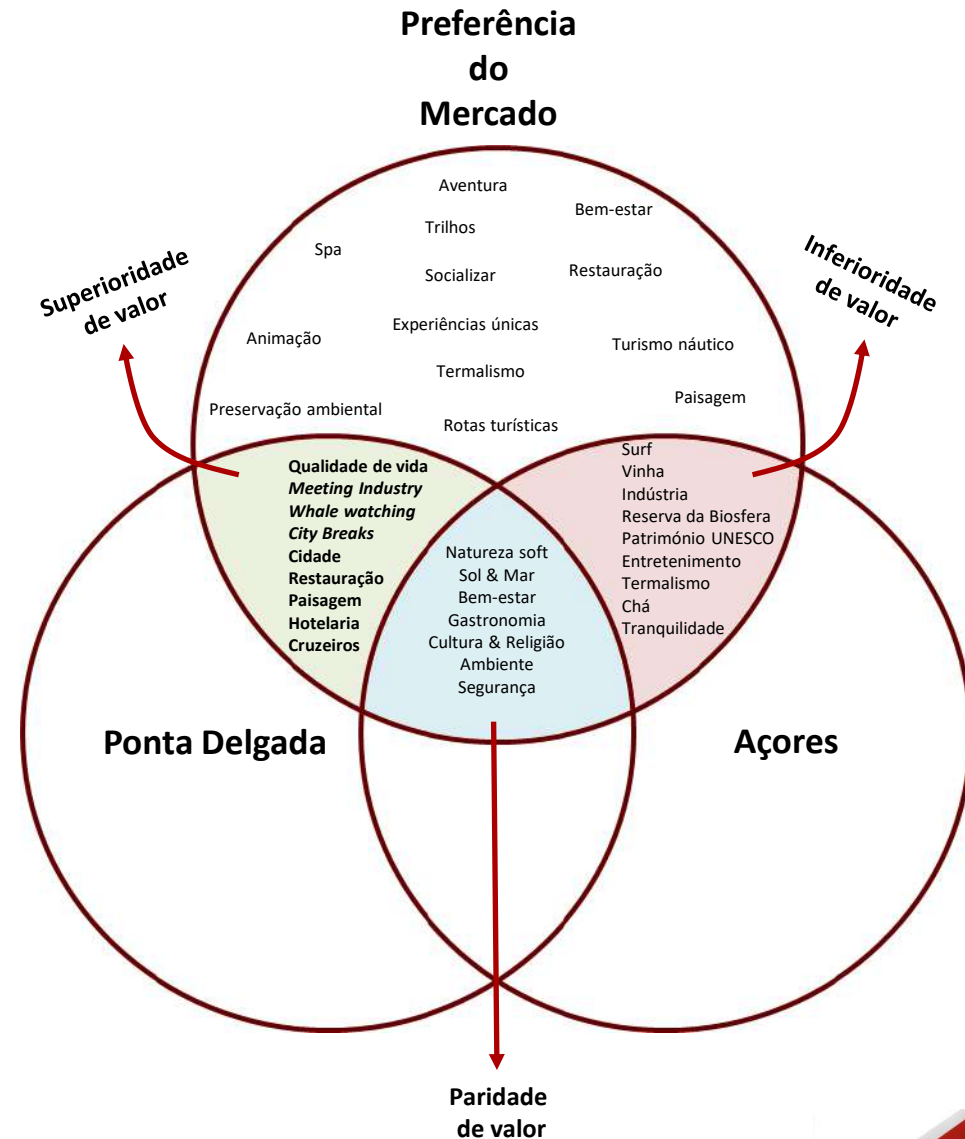 Preferência
do
Mercado
Aventura
Bem-estar
Trilhos
Spa
Socializar
Restauração
Experiências únicas
Animação
Turismo náutico
Termalismo
Paisagem
Preservação ambiental
Rotas turísticas
Superioridade
de valor
Inferioridade
de valor
Qualidade de vida
Meeting Industry
Whale watching
City Breaks
Cidade
Restauração
Paisagem
Hotelaria
Cruzeiros
Natureza soft
Sol & Mar
Bem-estar
Gastronomia
Cultura & Religião
Ambiente
Segurança
Surf
Vinha
Indústria
Reserva da Biosfera
Património UNESCO
Entretenimento
Termalismo
Chá
Tranquilidade
Ponta Delgada
Açores
Paridade
de valor